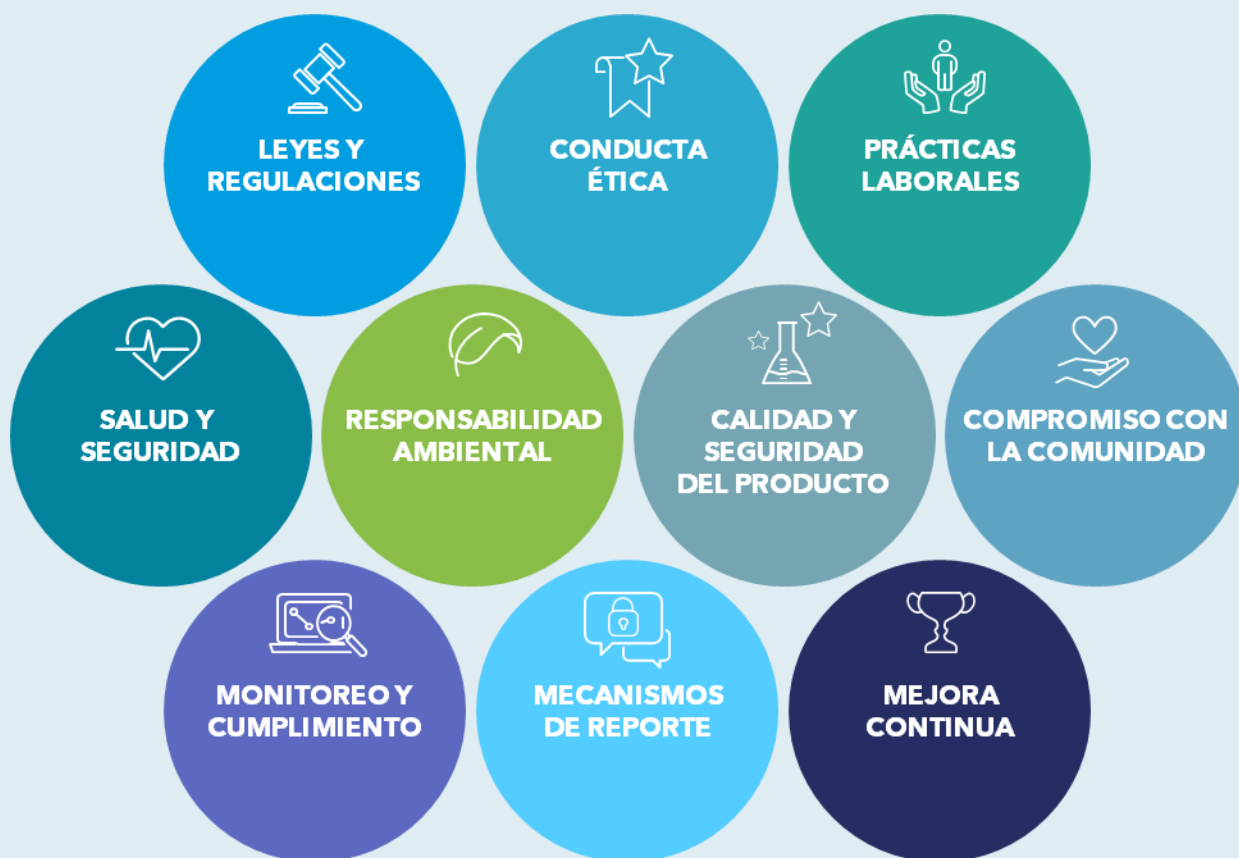 LEYES Y
REGULACIONES
CONDUCTA
ÉTICA
PRÁCTICAS
LABORALES
SALUD Y
SEGURIDAD
RESPONSABILIDAD
AMBIENTAL
CALIDAD Y
SEGURIDAD
DEL PRODUCTO
COMPROMISO CON
LA COMUNIDAD
MONITOREO Y
CUMPLIMIENTO
MECANISMOS
DE REPORTE
MEJORA
CONTINUA